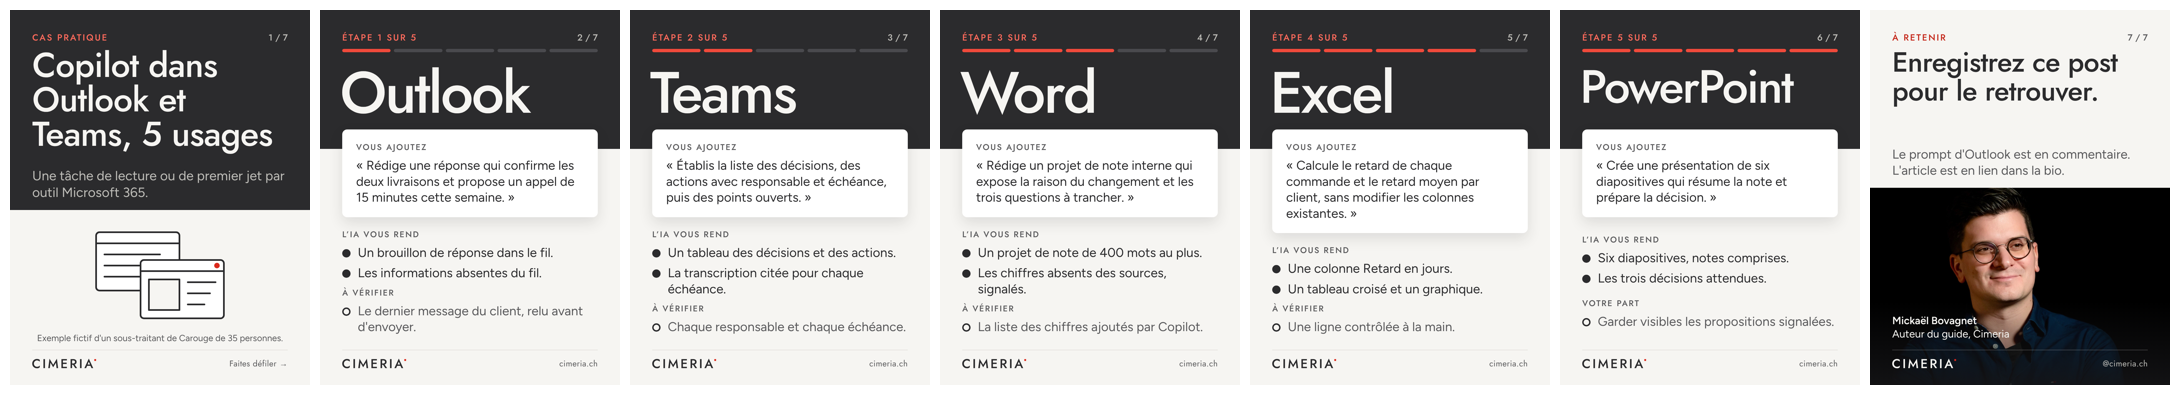 CAS PRATIQUE
1 / 7
Copilot dans
Outlook et
Teams, 5 usages
Une tâche de lecture ou de premier jet par
outil Microsoft 365.
Exemple fictif d'un sous-traitant de Carouge de 35 personnes.
CIMERIA
Faites défiler →
ÉTAPE 1 SUR 5
2 / 7
Outlook
VOUS AJOUTEZ
« Rédige une réponse qui confirme les
deux livraisons et propose un appel de
15 minutes cette semaine. »
L'IA VOUS REND
Un brouillon de réponse dans le fil.
Les informations absentes du fil.
À VÉRIFIER
Le dernier message du client, relu avant
d'envoyer.
CIMERIA
cimeria.ch
ÉTAPE 2 SUR 5
3 / 7
Teams
VOUS AJOUTEZ
« Établis la liste des décisions, des
actions avec responsable et échéance,
puis des points ouverts. »
L'IA VOUS REND
Un tableau des décisions et des actions.
La transcription citée pour chaque
échéance.
À VÉRIFIER
Chaque responsable et chaque échéance.
CIMERIA
cimeria.ch
ÉTAPE 3 SUR 5
4 / 7
Word
VOUS AJOUTEZ
« Rédige un projet de note interne qui
expose la raison du changement et les
trois questions à trancher. »
L'IA VOUS REND
Un projet de note de 400 mots au plus.
Les chiffres absents des sources,
signalés.
À VÉRIFIER
La liste des chiffres ajoutés par Copilot.
CIMERIA
cimeria.ch
ÉTAPE 4 SUR 5
5 / 7
Excel
VOUS AJOUTEZ
« Calcule le retard de chaque
commande et le retard moyen par
client, sans modifier les colonnes
existantes. »
L'IA VOUS REND
Une colonne Retard en jours.
Un tableau croisé et un graphique.
À VÉRIFIER
Une ligne contrôlée à la main.
CIMERIA
cimeria.ch
ÉTAPE 5 SUR 5
6 / 7
PowerPoint
VOUS AJOUTEZ
« Crée une présentation de six
diapositives qui résume la note et
prépare la décision. »
L'IA VOUS REND
Six diapositives, notes comprises.
Les trois décisions attendues.
VOTRE PART
Garder visibles les propositions signalées.
CIMERIA
cimeria.ch
À RETENIR
7 / 7
Enregistrez ce post
pour le retrouver.
Le prompt d'Outlook est en commentaire.
L'article est en lien dans la bio.
Mickaël Bovagnet
Auteur du guide, Cimeria
CIMERIA
@cimeria.ch